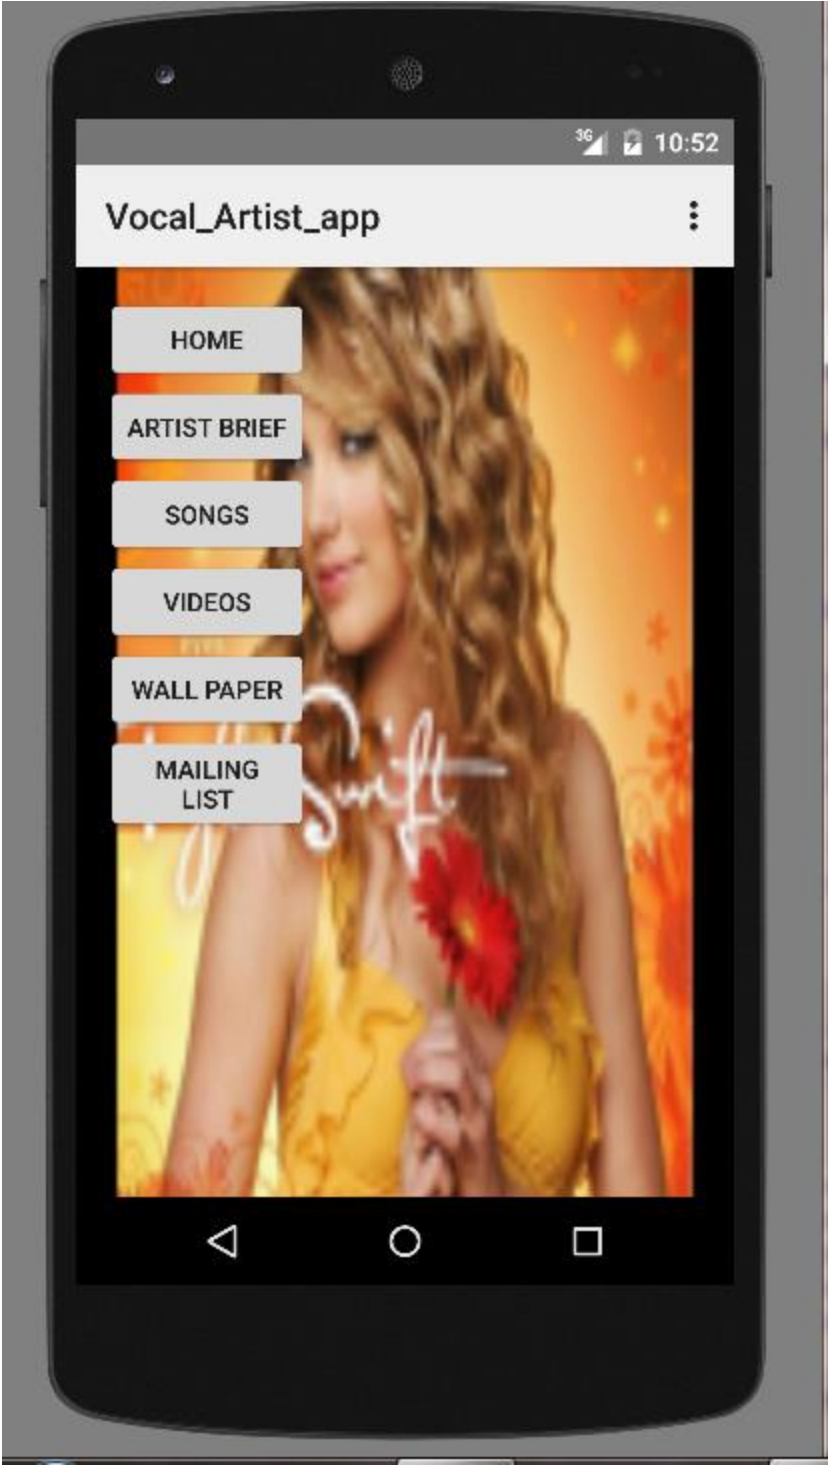 3G 10:52
Vocal_Artist_app
HOME
ARTIST BRIEF
SONGS
VIDEOS
WALL PAPER
MAILING
LIST
Swift